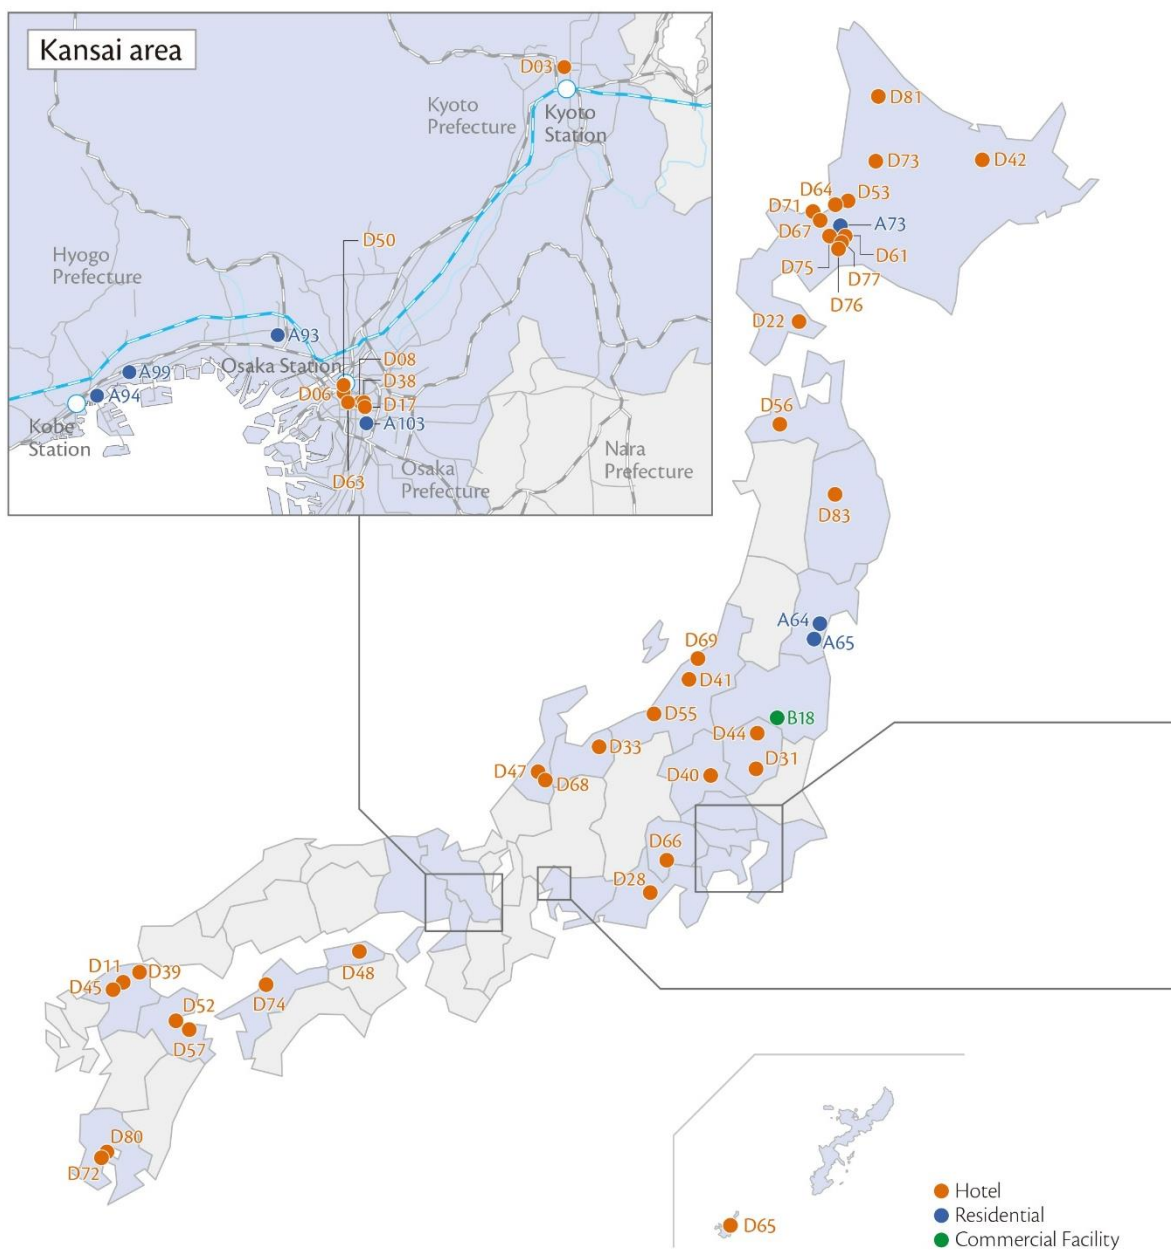 Kansai area
D03
Kyoto
Prefecture
Kyoto
Station
D50
Hyogo
Prefecture
A93
Osaka Station
D08
D38
A99
D06
D17
A94
A103
Kobe
Station
Nara
Prefecture
Osaka
Prefecture
D63
D81
D73
D42
D64
D53
D71
A73
D67
D61
D75
D77
D76
D22
D56
D83
A64
A65
D69
D41
D55
B18
D44
D33
D31
D47
D40
D68
D66
D28
D11
D39
D48
D45
D74
D52
D57
D80
D72
D65
Hotel
Residential
Commercial Facility